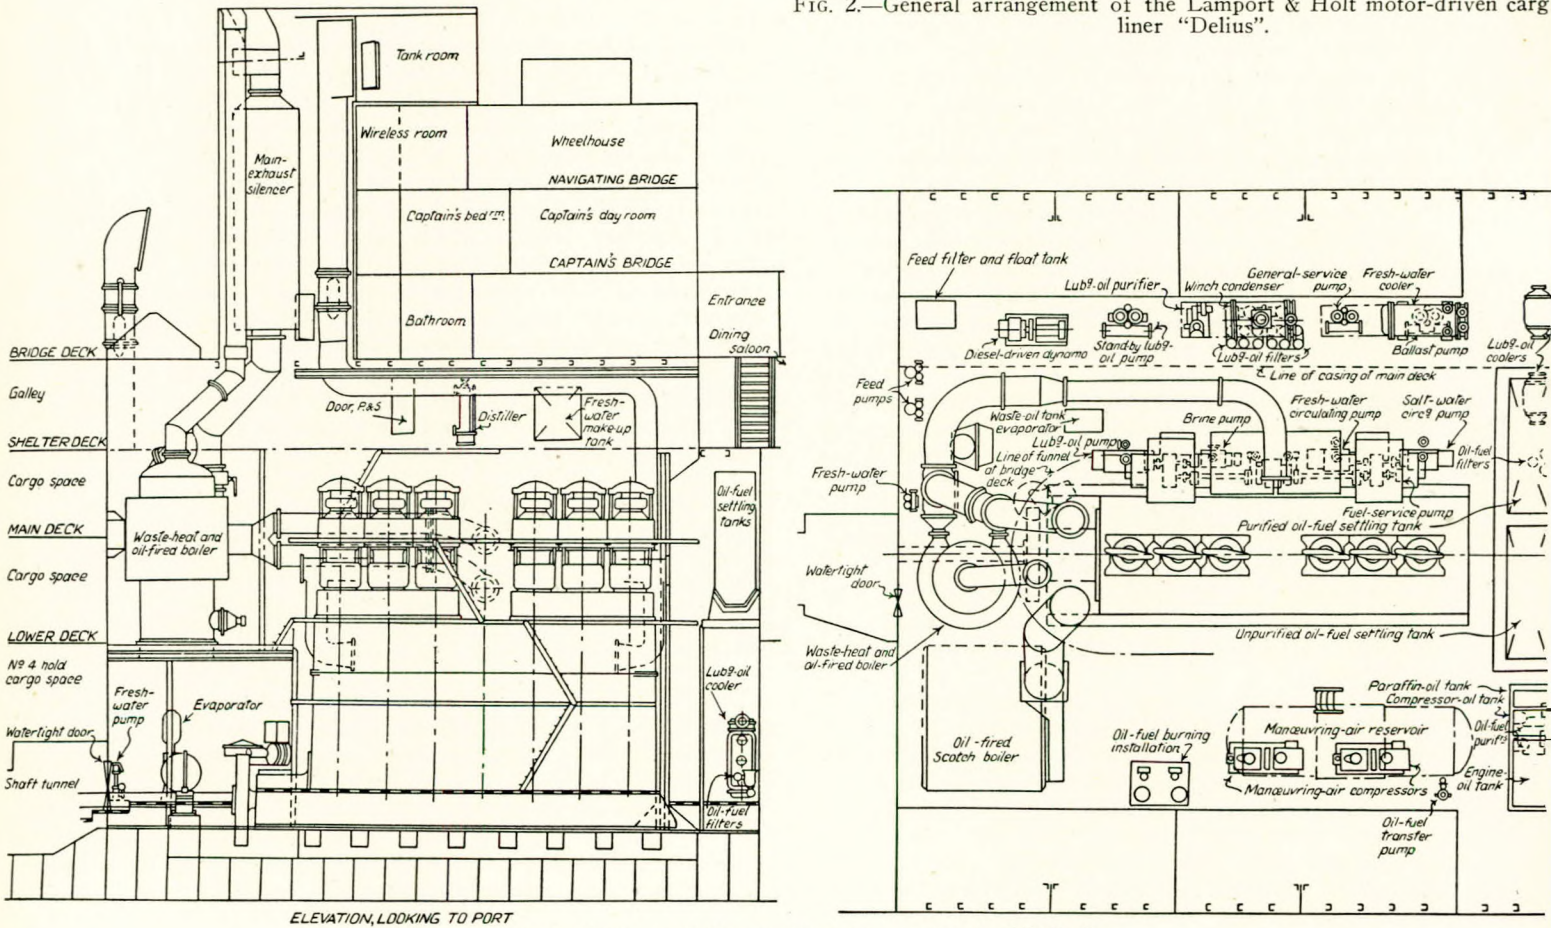 FIG. 2.—General arrangement of the Lamport & Holt motor-driven carg
liner "Delius".
Tank room
Wireless room
Wheelhouse
NAVIGATING BRIDGE
Main-
exhaust
silencer
Captain's bed rm.
Captain's day room
CAPTAIN'S BRIDGE
Bathroom
Entrance
Dining
saloon
BRIDGE DECK
Galley
Door, P.&S
Distiller
Fresh-
water
make-up
tank
SHELTER DECK
Cargo space
Oil-fuel
settling
tanks
MAIN DECK
Waste-heat and
oil-fired boiler
Cargo space
LOWER DECK
Nº 4 hold
cargo space
Fresh-
water
pump
Evaporator
Lubg-oil
cooler
Watertight door
Shaft tunnel
Oil-fuel
filters
ELEVATION, LOOKING TO PORT
Feed filter and float tank
Lubg-oil purifier
Winch condenser
General-service
pump
Fresh-water
cooler
Diesel-driven dynamo
Stand-by lubg-
oil pump
Lubg-oil filters
Ballast pump
Lubg-oil
coolers
Line of casing at main deck
Feed
pumps
Waste-oil tank
evaporator
Brine pump
Fresh-water
circulating pump
Salt-water
circg pump
Lubg-oil pump
Line of funnel
at bridge
deck
Oil-fuel
filters
Fresh-water
pump
Fuel-service pump
Purified oil-fuel settling tank
Watertight
door
Unpurified oil-fuel settling tank
Waste-heat and
oil-fired boiler
Paraffin-oil tank
Compressor-oil tank
Oil-fired
Scotch boiler
Oil-fuel burning
installation
Manœuvring-air reservoir
Oil-fuel
purifrs
Engine-
oil tank
Manœuvring-air compressors
Oil-fuel
transfer
pump